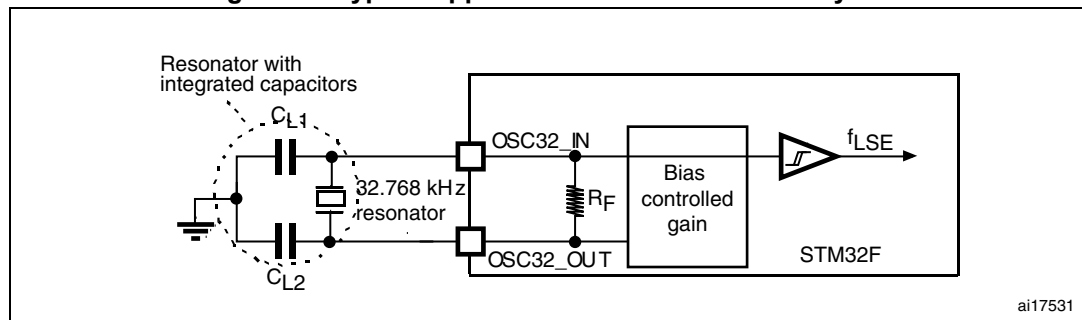 Resonator with
integrated capacitors
CL1
OSC32_IN
fLSE
32.768 kHz
resonator
RF
Bias
controlled
gain
STM32F
OSC32_OUT
CL2
ai17531